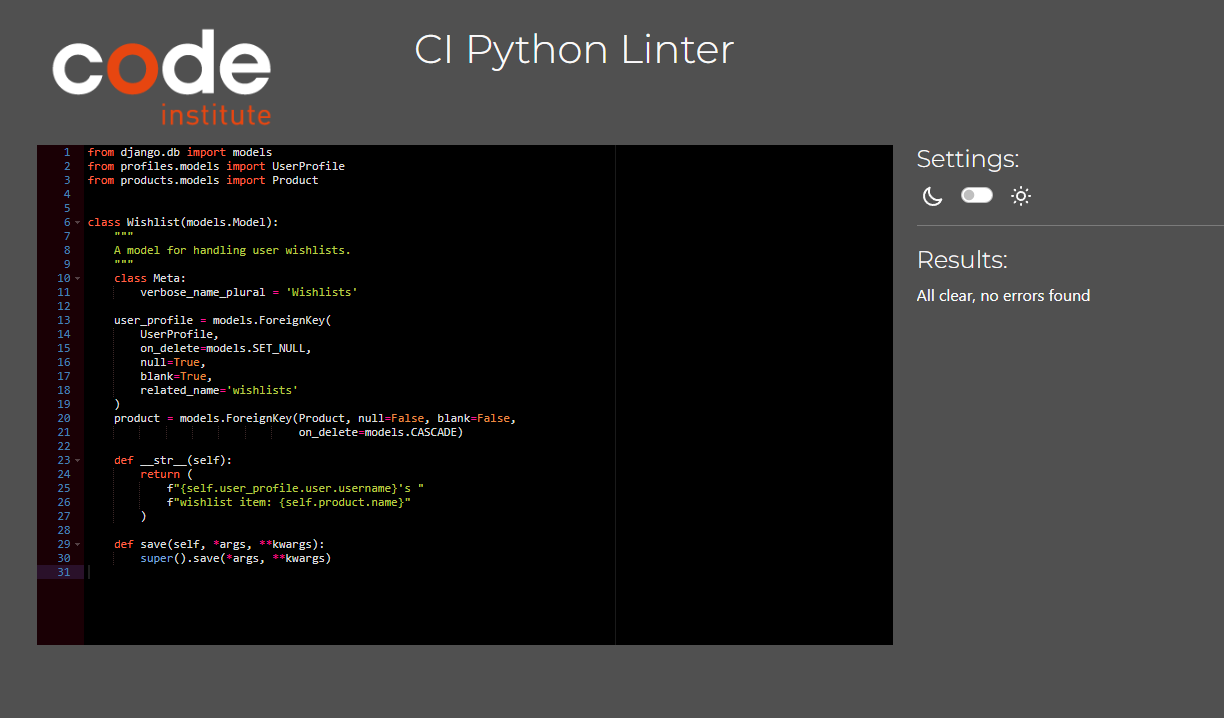 code
institute
CI Python Linter
1 from django.db import models
2 from profiles.models import UserProfile
3 from products.models import Product
4
5
6 class Wishlist(models.Model):
7     """
8     A model for handling user wishlists.
9     """
10     class Meta:
11         verbose_name_plural = 'Wishlists'
12
13     user_profile = models.ForeignKey(
14         UserProfile,
15         on_delete=models.SET_NULL,
16         null=True,
17         blank=True,
18         related_name='wishlists'
19     )
20     product = models.ForeignKey(Product, null=False, blank=False,
21                                 on_delete=models.CASCADE)
22
23     def __str__(self):
24         return (
25             f"{self.user_profile.user.username}'s "
26             f"wishlist item: {self.product.name}"
27         )
28
29     def save(self, *args, **kwargs):
30         super().save(*args, **kwargs)
31
Settings:
Results:
All clear, no errors found